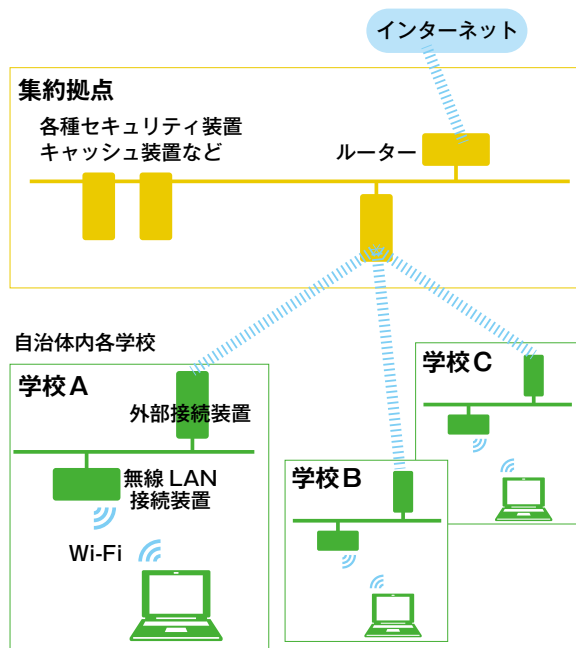 インターネット
集約拠点
各種セキュリティ装置
キャッシュ装置など
ルーター
自治体内各学校
学校A
外部接続装置
無線 LAN
接続装置
Wi-Fi
学校B
学校C